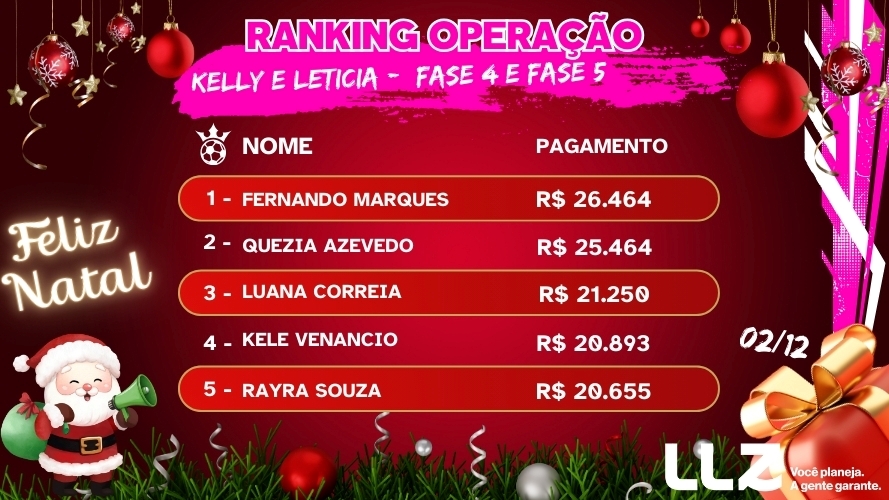 RANKING OPERAÇÃO
KELLY E LETICIA - FASE 4 E FASE 5
NOME PAGAMENTO
1 - FERNANDO MARQUES R$ 26.464
2 - QUEZIA AZEVEDO R$ 25.464
3 - LUANA CORREIA R$ 21.250
4 - KELE VENANCIO R$ 20.893
5 - RAYRA SOUZA R$ 20.655
Feliz
Natal
02/12
LLZ
Você planeja.
A gente garante.